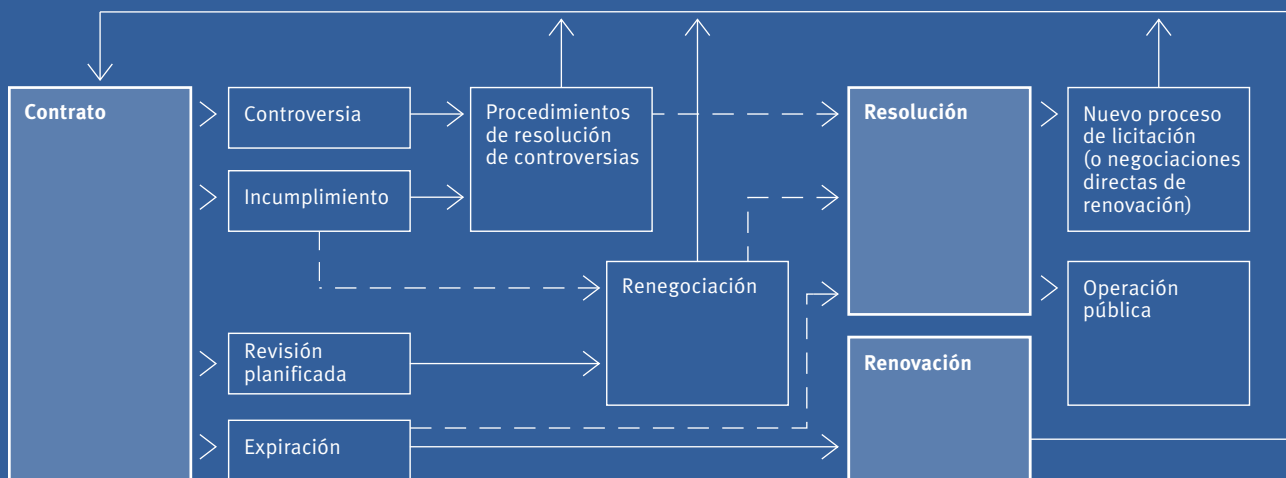 Contrato
Controversia
Procedimientos
de resolución
de controversias
Resolución
Nuevo proceso
de licitación
(o negociaciones
directas de
renovación)
Incumplimiento
Renegociación
Operación
pública
Revisión
planificada
Renovación
Expiración